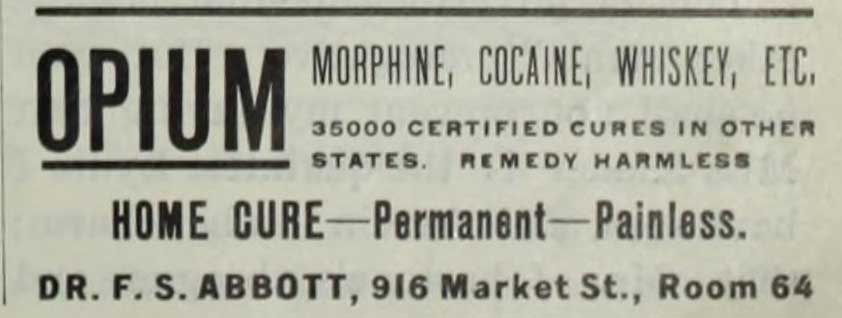 OPIUM
MORPHINE, COCAINE, WHISKEY, ETC.
35000 CERTIFIED CURES IN OTHER
STATES. REMEDY HARMLESS
HOME CURE—Permanent—Painless.
DR. F. S. ABBOTT, 916 Market St., Room 64